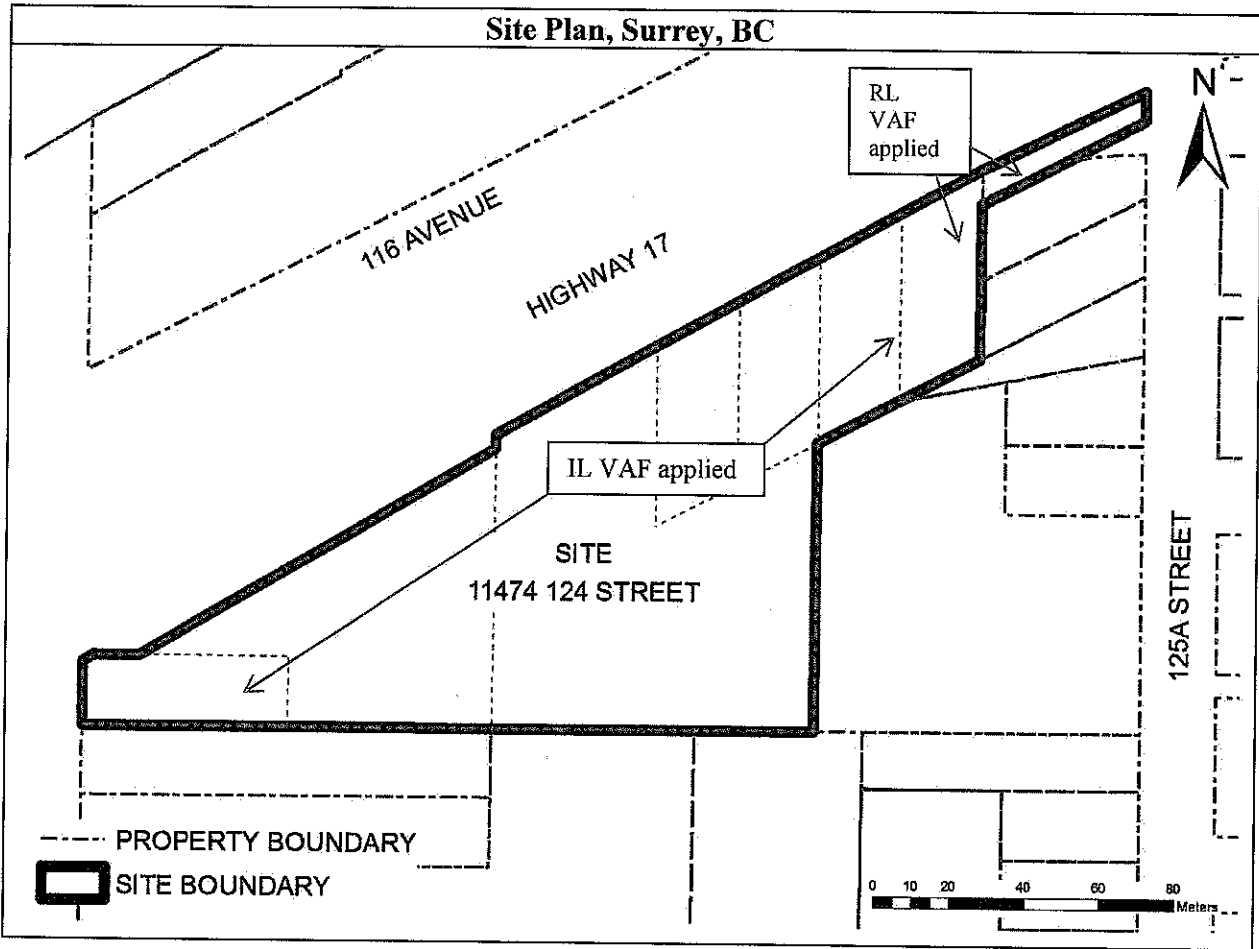 Site Plan, Surrey, BC
RL
VAF
applied
N
116 AVENUE
HIGHWAY 17
IL VAF applied
SITE
11474 124 STREET
125A STREET
PROPERTY BOUNDARY
SITE BOUNDARY
0 10 20 40 60 80
Meters